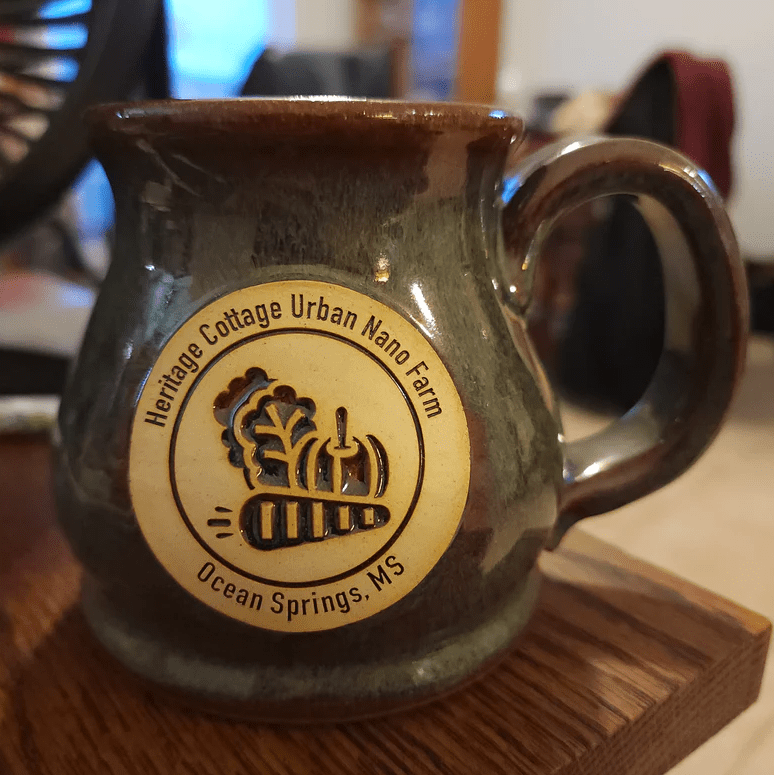 Heritage Cottage Urban Nano Farm
Ocean Springs, MS